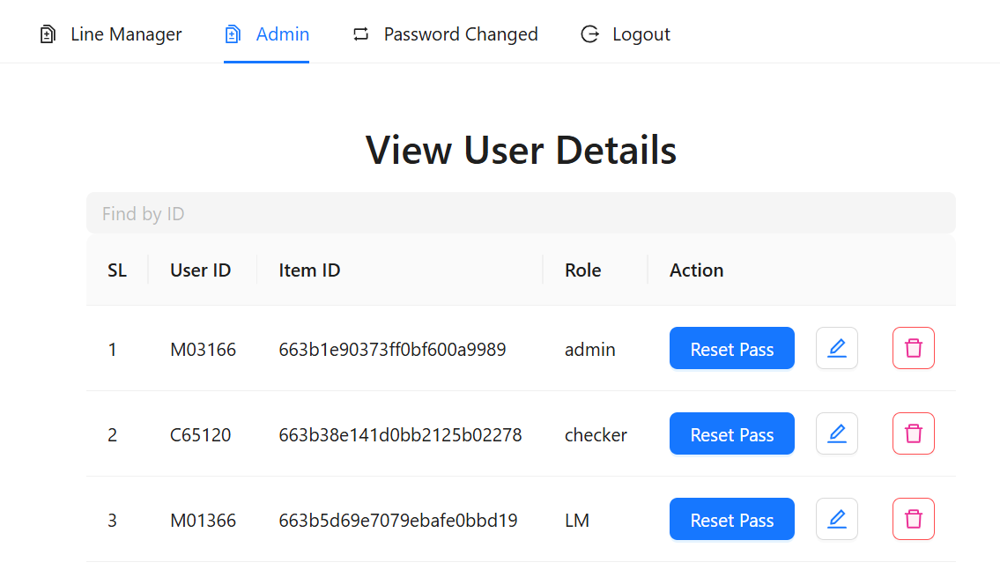 Line Manager Admin Password Changed Logout
View User Details
Find by ID
SL User ID Item ID Role Action
1 M03166 663b1e90373ff0bf600a9989 admin Reset Pass
2 C65120 663b38e141d0bb2125b02278 checker Reset Pass
3 M01366 663b5d69e7079ebafe0bbd19 LM Reset Pass